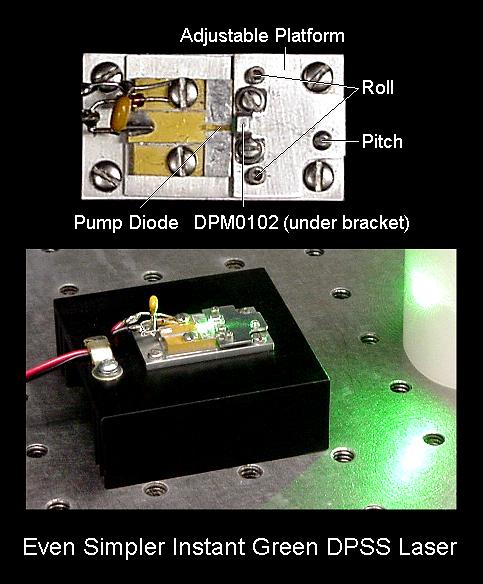 Adjustable Platform
Roll
Pitch
Pump Diode DPM0102 (under bracket)
Even Simpler Instant Green DPSS Laser